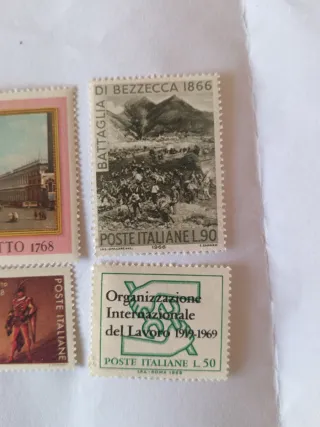 BATTAGLIA DI BEZZECCA 1866
POSTE ITALIANE L.90
1966
TTO 1768
POSTE ITALIANE
Organizzazione
Internazionale
del Lavoro 1919-1969
POSTE ITALIANE L. 50